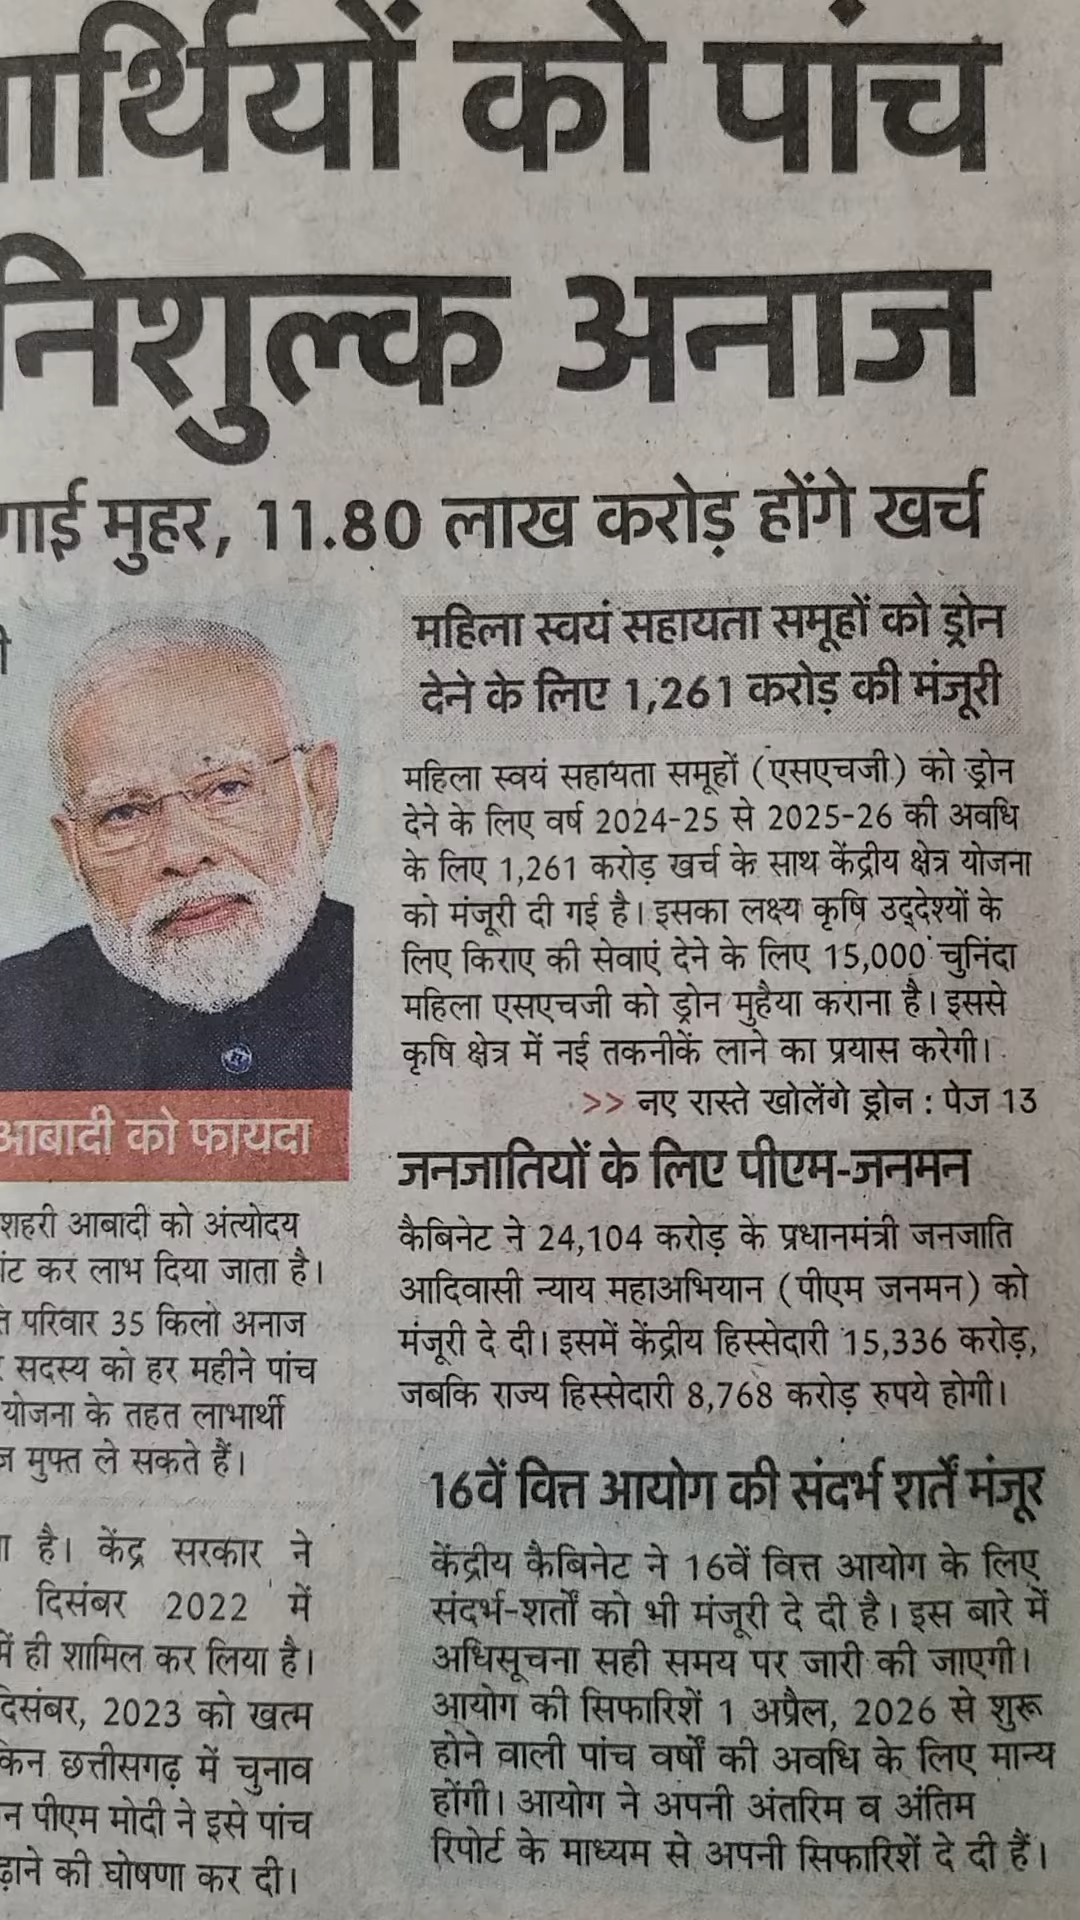 को पांच
निशुल्क अनाज
मुहर, 11.80 लाख करोड़ होंगे खर्च
महिला स्वयं सहायता समूहों को ड्रोन
देने के लिए 1,261 करोड़ की मंजूरी
महिला स्वयं सहायता समूहों (एसएचजी) को ड्रोन
देने के लिए वर्ष 2024-25 से 2025-26 की अवधि
के लिए 1,261 करोड़ खर्च के साथ केंद्रीय क्षेत्र योजना
को मंजूरी दी गई है। इसका लक्ष्य कृषि उद्देश्यों के
लिए किराए की सेवाएं देने के लिए 15,000 चुनिंदा
महिला एसएचजी को ड्रोन मुहैया कराना है। इससे
कृषि क्षेत्र में नई तकनीकें लाने का प्रयास करेगी।
>> नए रास्ते खोलेंगे ड्रोन : पेज 13
जनजातियों के लिए पीएम-जनमन
कैबिनेट ने 24,104 करोड़ के प्रधानमंत्री जनजाति
आदिवासी न्याय महाअभियान (पीएम जनमन) को
मंजूरी दे दी। इसमें केंद्रीय हिस्सेदारी 15,336 करोड़,
जबकि राज्य हिस्सेदारी 8,768 करोड़ रुपये होगी।
16वें वित्त आयोग की संदर्भ शर्तें मंजूर
केंद्रीय कैबिनेट ने 16वें वित्त आयोग के लिए
संदर्भ-शर्तों को भी मंजूरी दे दी है। इस बारे में
अधिसूचना सही समय पर जारी की जाएगी।
आयोग की सिफारिशें 1 अप्रैल, 2026 से शुरू
होने वाली पांच वर्षों की अवधि के लिए मान्य
होंगी। आयोग ने अपनी अंतरिम व अंतिम
रिपोर्ट के माध्यम से अपनी सिफारिशें दे दी हैं।
आबादी को फायदा
शहरी आबादी को अंत्योदय
कर लाभ दिया जाता है।
परिवार 35 किलो अनाज
सदस्य को हर महीने पांच
योजना के तहत लाभार्थी
मुफ्त ले सकते हैं।
है। केंद्र सरकार ने
दिसंबर 2022 में
में ही शामिल कर लिया है।
दिसंबर, 2023 को खत्म
छत्तीसगढ़ में चुनाव
पीएम मोदी ने इसे पांच
की घोषणा कर दी।